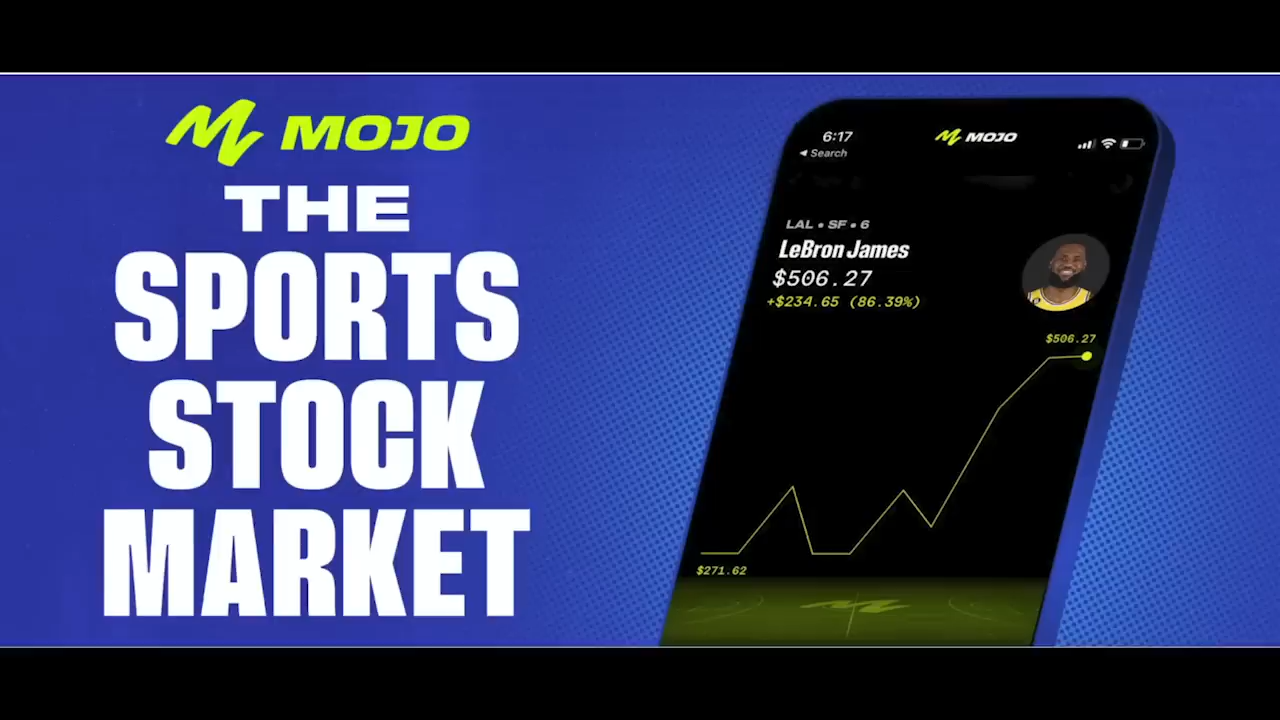 MOJO
THE
SPORTS
STOCK
MARKET
6:17
MOJO
◀ Search
LAL • SF • 6
LeBron James
$506.27
+$234.65 (86.39%)
$506.27
$271.62